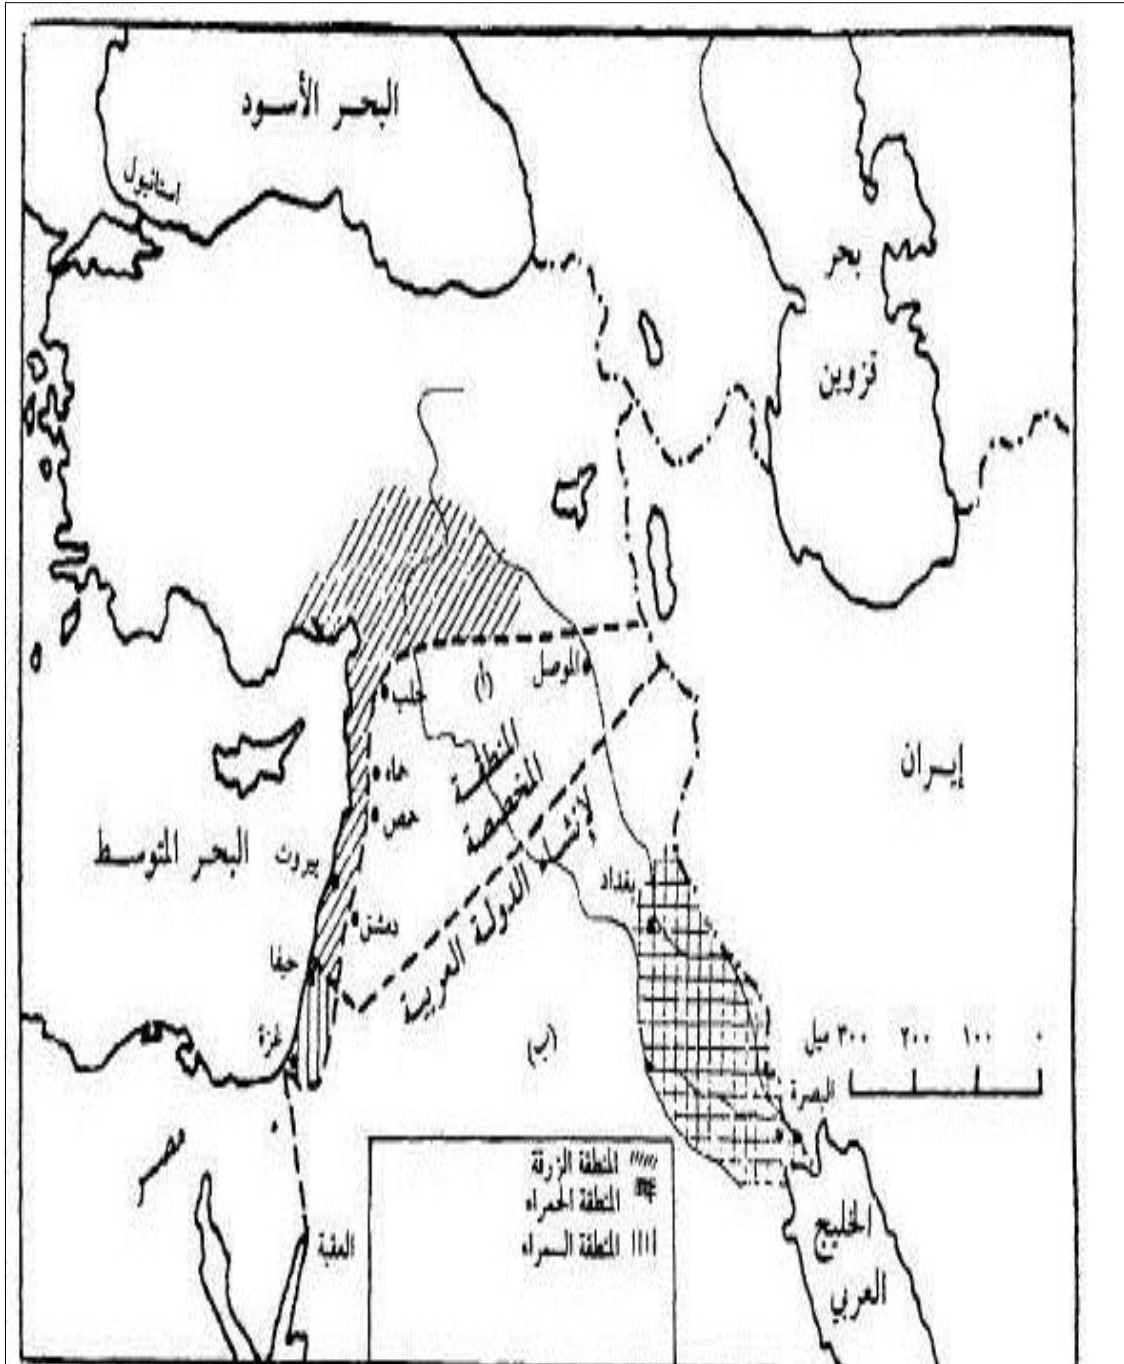 البحر الأسود
استانبول
بحر
قزوين
الموصل
(أ)
حلب
المنطقة
المخصصة
لإنشاء الدولة العربية
إيران
حماه
حمص
البحر المتوسط
بيروت
بغداد
دمشق
حيفا
غزة
(ب)
ميل ٣٠٠ ٢٠٠ ١٠٠ ٠
البصرة
مصر
المنطقة الزرقة
المنطقة الحمراء
المنطقة السمراء
العقبة
الخليج
العربي